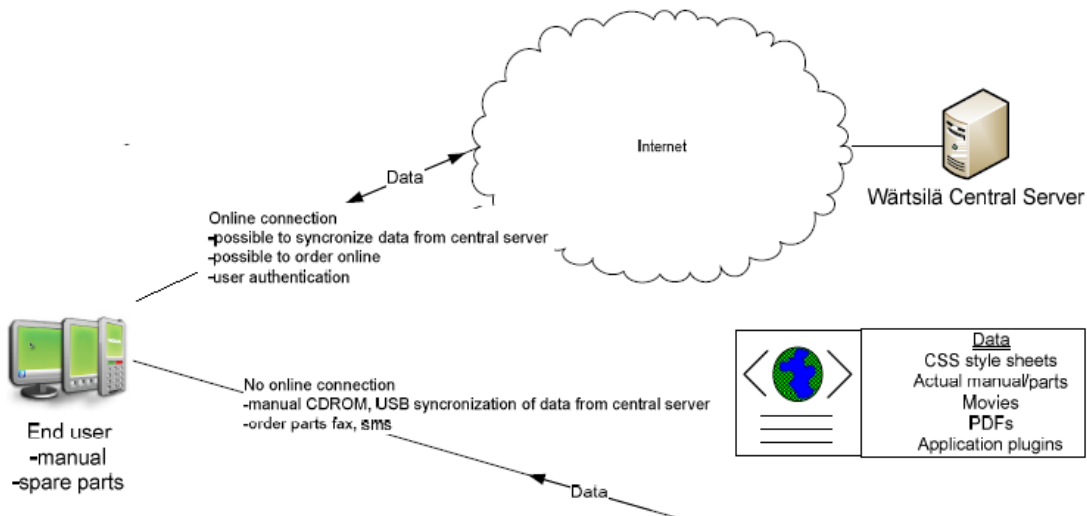 Internet
Wärtsilä Central Server
Data
Online connection
-possible to syncronize data from central server
-possible to order online
-user authentication
End user
-manual
-spare parts
No online connection
-manual CDROM, USB syncronization of data from central server
-order parts fax, sms
Data
Data
CSS style sheets
Actual manual/parts
Movies
PDFs
Application plugins